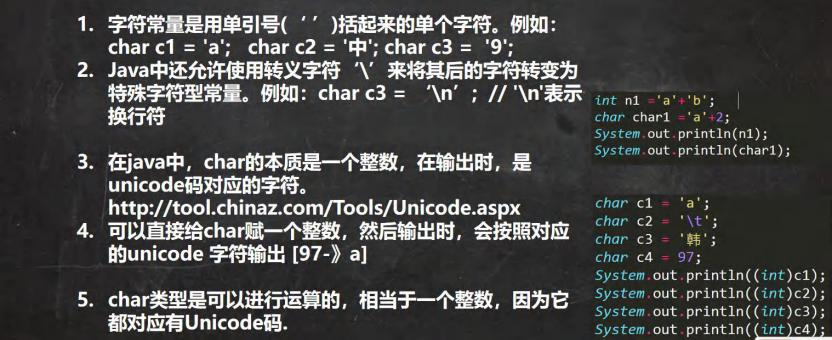 1. 字符常量是用单引号(‘ ’)括起来的单个字符。例如：
char c1 = 'a'; char c2 = '中'; char c3 = '9';
2. Java中还允许使用转义字符‘\’来将其后的字符转变为
特殊字符型常量。例如：char c3 = ‘\n’; // '\n'表示
换行符
3. 在java中，char的本质是一个整数，在输出时，是
unicode码对应的字符。
http://tool.chinaz.com/Tools/Unicode.aspx
4. 可以直接给char赋一个整数，然后输出时，会按照对应
的unicode 字符输出 [97-》a]
5. char类型是可以进行运算的，相当于一个整数，因为它
都对应有Unicode码.
int n1 ='a'+'b';
char char1 ='a'+2;
System.out.println(n1);
System.out.println(char1);
char c1 = 'a';
char c2 = '\t';
char c3 = '韩';
char c4 = 97;
System.out.println((int)c1);
System.out.println((int)c2);
System.out.println((int)c3);
System.out.println((int)c4);